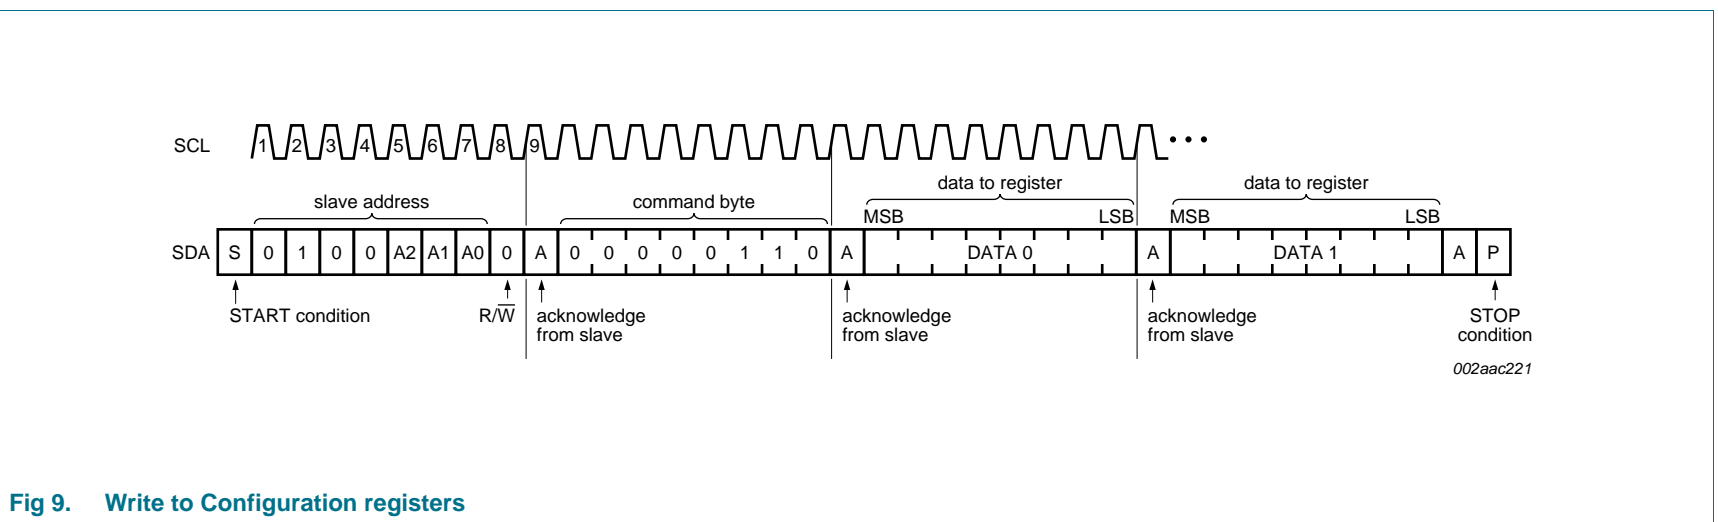 SCL 1 2 3 4 5 6 7 8 9
slave address command byte data to register data to register
MSB LSB MSB LSB
SDA S 0 1 0 0 A2 A1 A0 0 A 0 0 0 0 0 1 1 0 A DATA 0 A DATA 1 A P
START condition R/W̅ acknowledge from slave acknowledge from slave acknowledge from slave STOP condition
002aac221
Fig 9. Write to Configuration registers